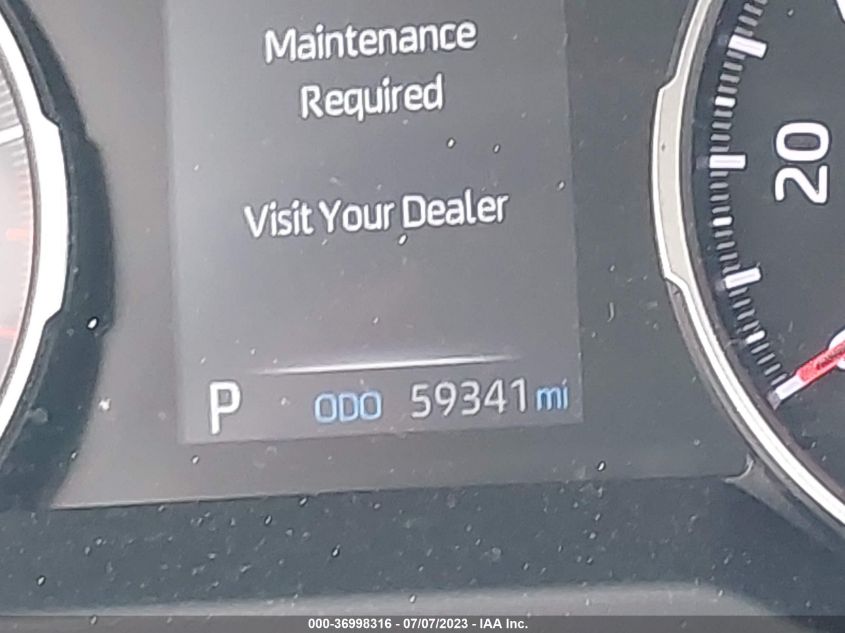 Maintenance
Required
Visit Your Dealer
20
P ODO 59341 mi
000-36998316 - 07/07/2023 - IAA Inc.